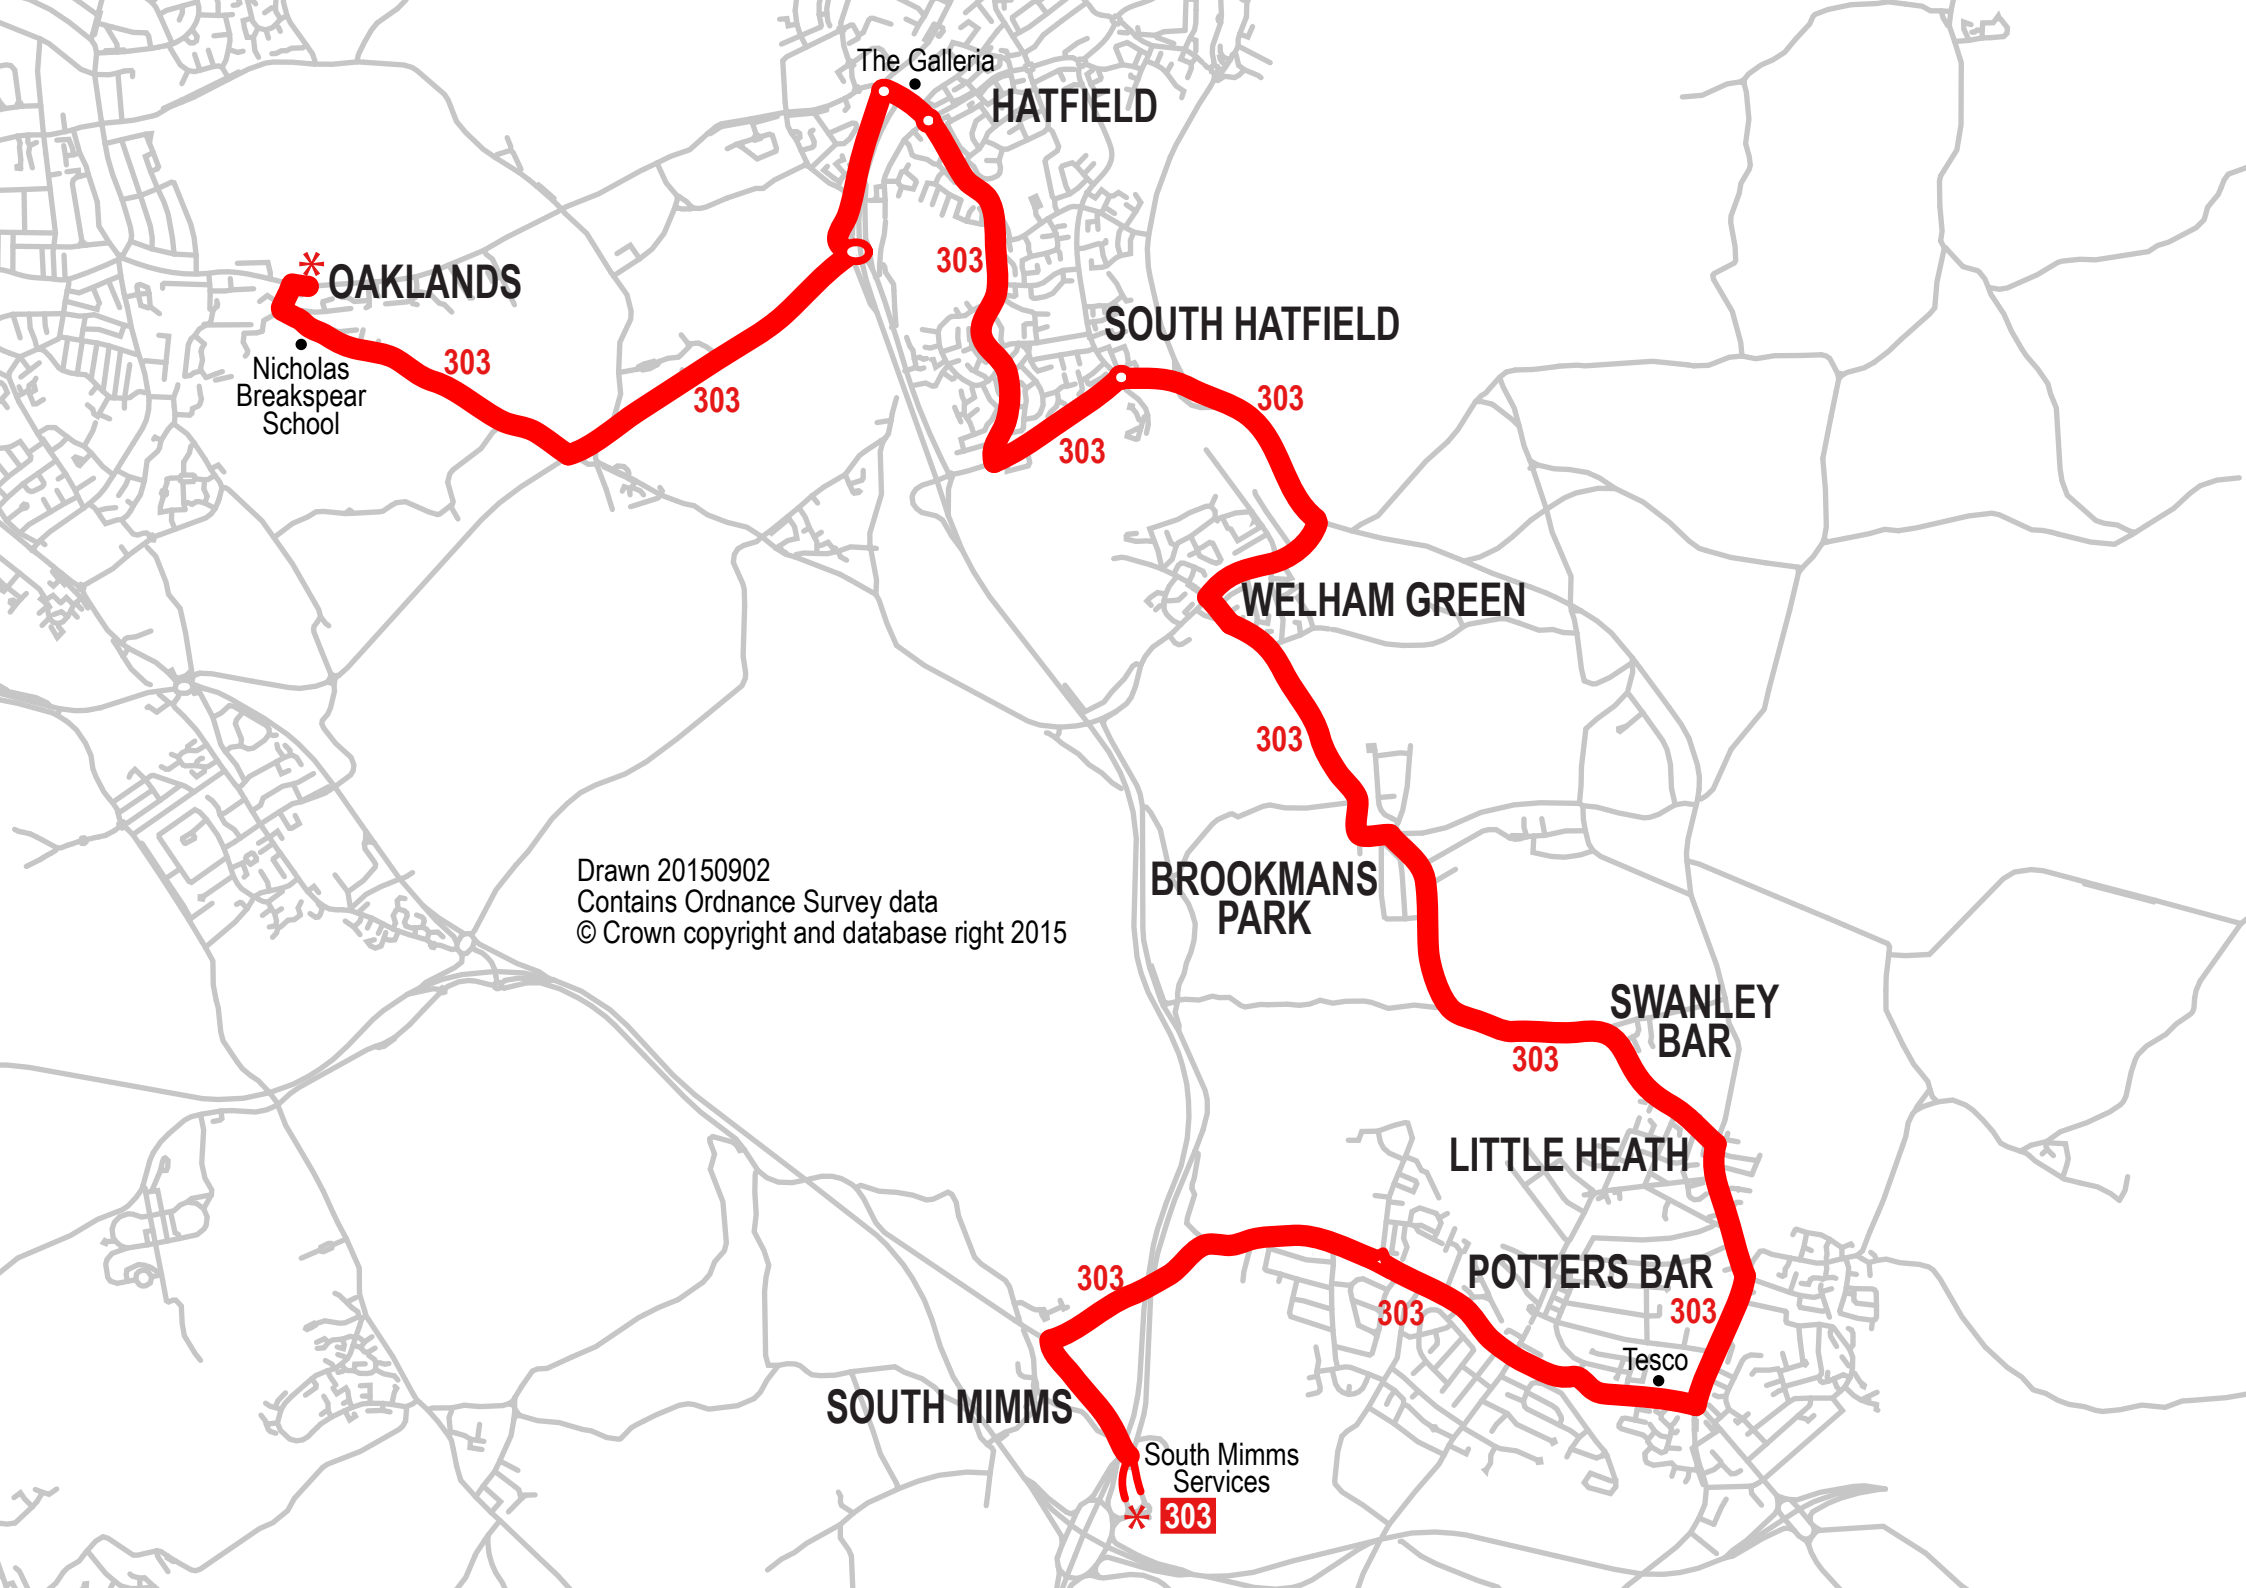 The Galleria
HATFIELD
303
OAKLANDS
303
Nicholas
Breakspear
School
303
SOUTH HATFIELD
303
303
WELHAM GREEN
303
Drawn 20150902
Contains Ordnance Survey data
© Crown copyright and database right 2015
BROOKMANS
PARK
SWANLEY
BAR
303
LITTLE HEATH
POTTERS BAR
303
303
303
Tesco
SOUTH MIMMS
South Mimms
Services
303